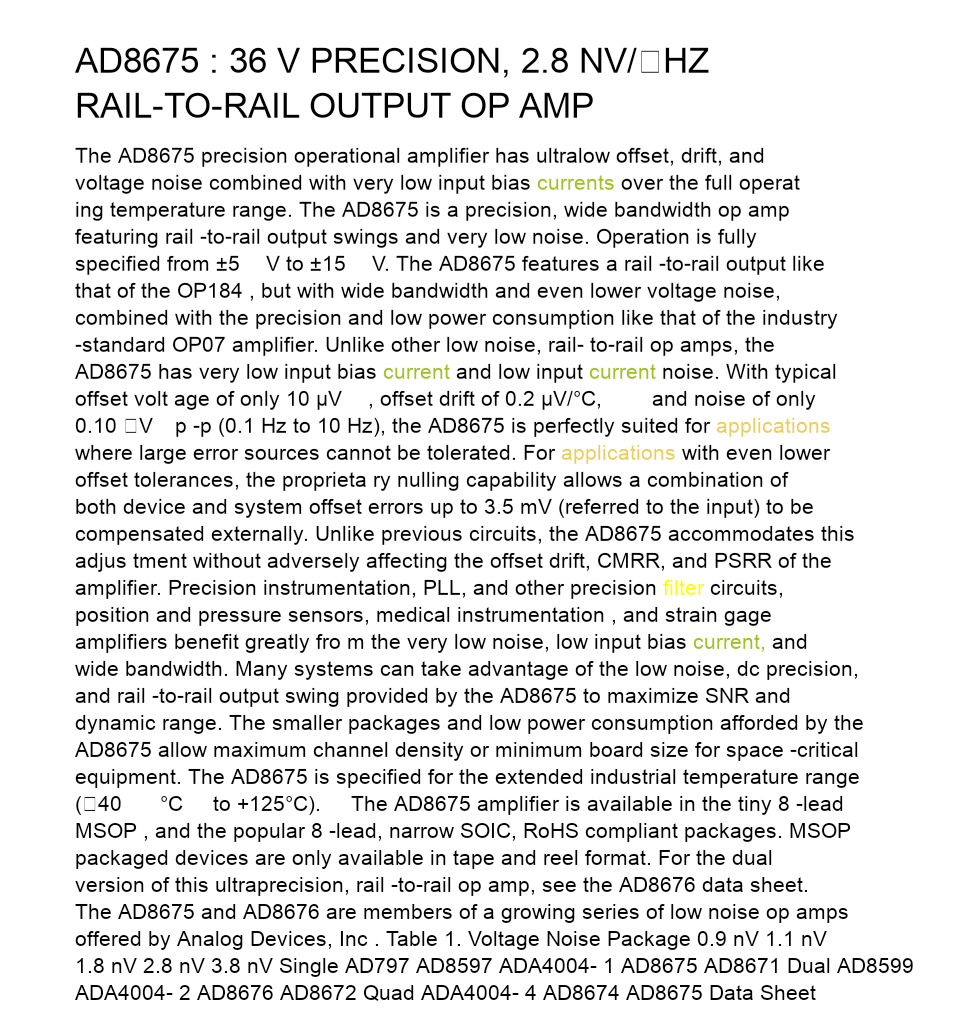 AD8675 : 36 V PRECISION, 2.8 NV/□HZ
RAIL-TO-RAIL OUTPUT OP AMP
The AD8675 precision operational amplifier has ultralow offset, drift, and
voltage noise combined with very low input bias currents over the full operat
ing temperature range. The AD8675 is a precision, wide bandwidth op amp
featuring rail -to-rail output swings and very low noise. Operation is fully
specified from ±5 V to ±15 V. The AD8675 features a rail -to-rail output like
that of the OP184 , but with wide bandwidth and even lower voltage noise,
combined with the precision and low power consumption like that of the industry
-standard OP07 amplifier. Unlike other low noise, rail- to-rail op amps, the
AD8675 has very low input bias current and low input current noise. With typical
offset volt age of only 10 μV , offset drift of 0.2 μV/°C, and noise of only
0.10 □V p -p (0.1 Hz to 10 Hz), the AD8675 is perfectly suited for applications
where large error sources cannot be tolerated. For applications with even lower
offset tolerances, the proprieta ry nulling capability allows a combination of
both device and system offset errors up to 3.5 mV (referred to the input) to be
compensated externally. Unlike previous circuits, the AD8675 accommodates this
adjus tment without adversely affecting the offset drift, CMRR, and PSRR of the
amplifier. Precision instrumentation, PLL, and other precision filter circuits,
position and pressure sensors, medical instrumentation , and strain gage
amplifiers benefit greatly fro m the very low noise, low input bias current, and
wide bandwidth. Many systems can take advantage of the low noise, dc precision,
and rail -to-rail output swing provided by the AD8675 to maximize SNR and
dynamic range. The smaller packages and low power consumption afforded by the
AD8675 allow maximum channel density or minimum board size for space -critical
equipment. The AD8675 is specified for the extended industrial temperature range
(□40 °C to +125°C). The AD8675 amplifier is available in the tiny 8 -lead
MSOP , and the popular 8 -lead, narrow SOIC, RoHS compliant packages. MSOP
packaged devices are only available in tape and reel format. For the dual
version of this ultraprecision, rail -to-rail op amp, see the AD8676 data sheet.
The AD8675 and AD8676 are members of a growing series of low noise op amps
offered by Analog Devices, Inc . Table 1. Voltage Noise Package 0.9 nV 1.1 nV
1.8 nV 2.8 nV 3.8 nV Single AD797 AD8597 ADA4004- 1 AD8675 AD8671 Dual AD8599
ADA4004- 2 AD8676 AD8672 Quad ADA4004- 4 AD8674 AD8675 Data Sheet